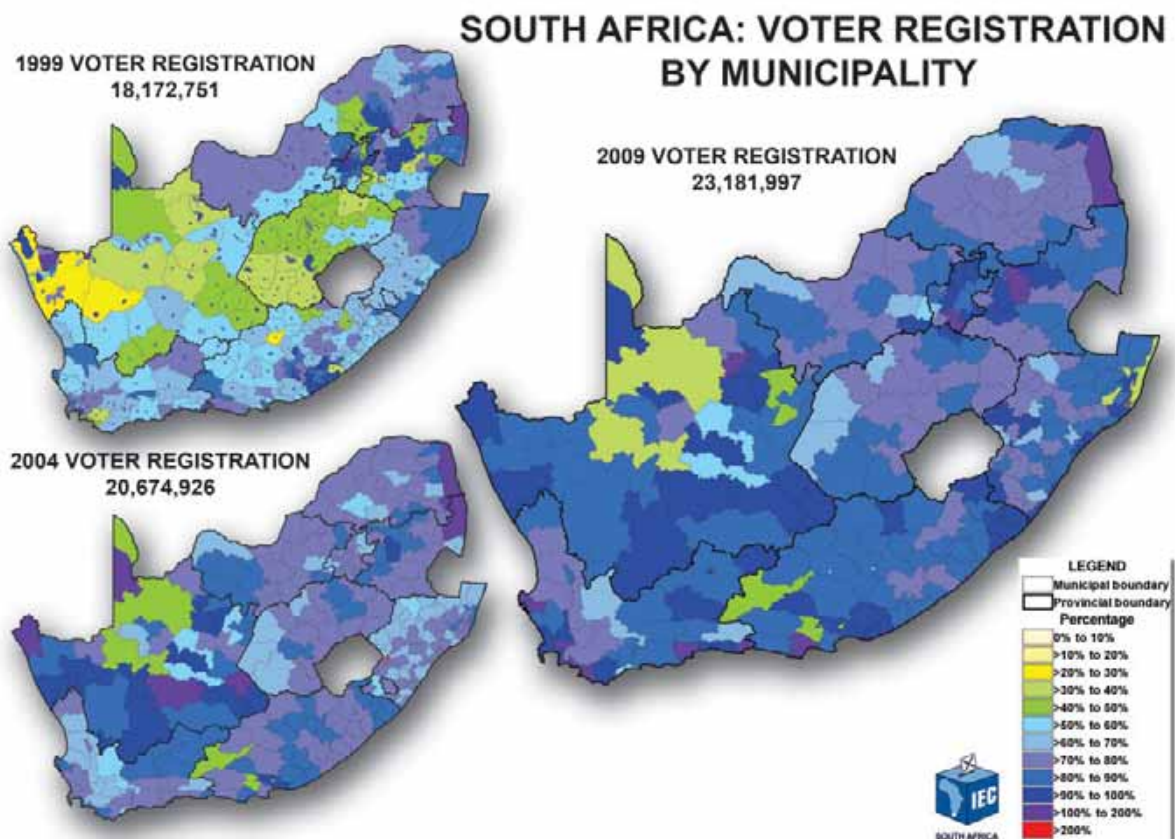 SOUTH AFRICA: VOTER REGISTRATION
BY MUNICIPALITY
1999 VOTER REGISTRATION
18,172,751
2009 VOTER REGISTRATION
23,181,997
2004 VOTER REGISTRATION
20,674,926
LEGEND
Municipal boundary
Provincial boundary
Percentage
0% to 10%
>10% to 20%
>20% to 30%
>30% to 40%
>40% to 50%
>50% to 60%
>60% to 70%
>70% to 80%
>80% to 90%
>90% to 100%
>100% to 200%
>200%
IEC
SOUTH AFRICA